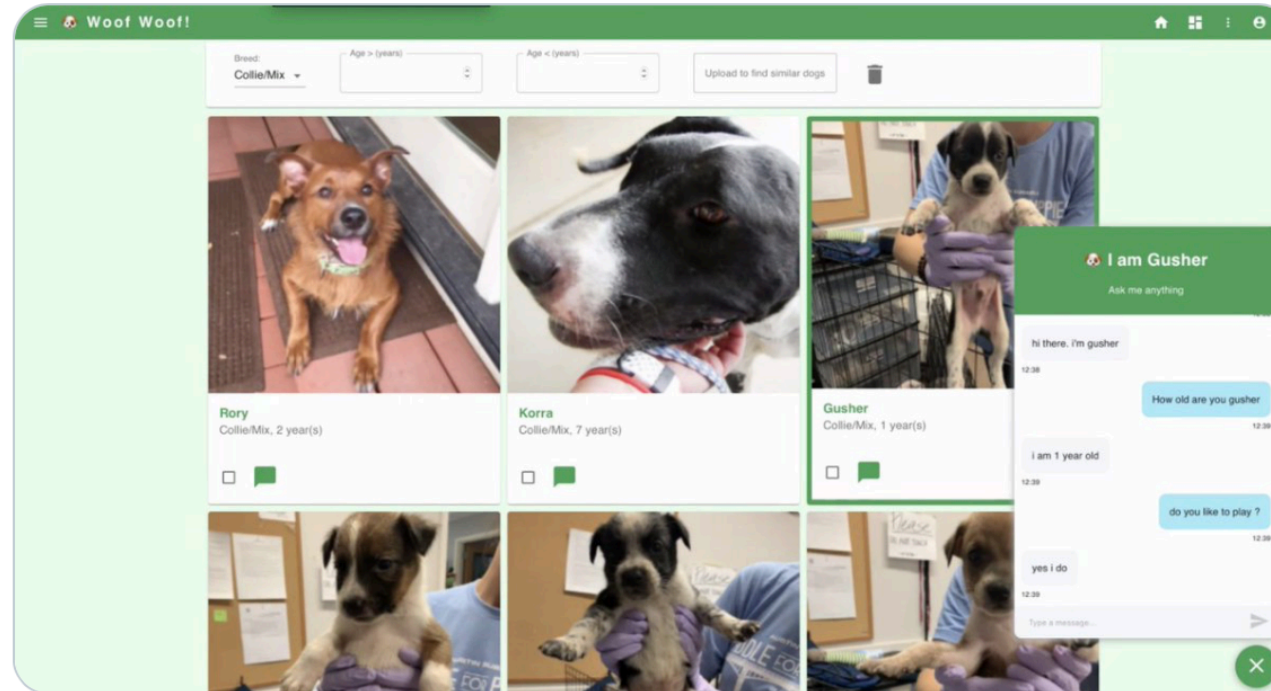 Woof Woof!
Breed:
Collie/Mix
Age > (years)
Age < (years)
Upload to find similar dogs
Rory
Collie/Mix, 2 year(s)
Korra
Collie/Mix, 7 year(s)
Gusher
Collie/Mix, 1 year(s)
Please
I am Gusher
Ask me anything
hi there. i'm gusher
12:38
How old are you gusher
12:39
i am 1 year old
12:39
do you like to play ?
12:39
yes i do
12:39
Type a message...